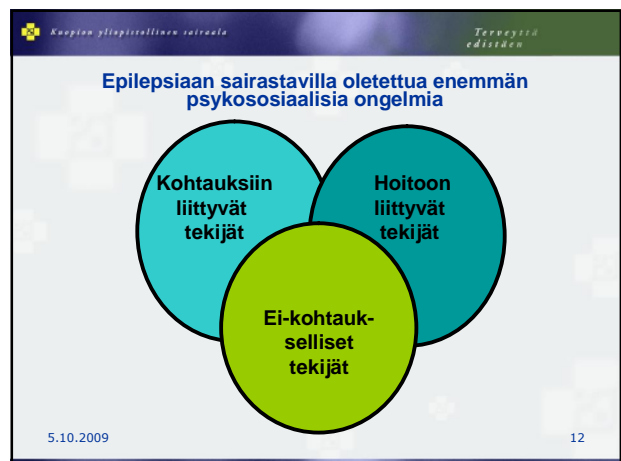 Kuopion yliopistollinen sairaala
Terveyttä
edistäen
Epilepsiaan sairastavilla oletettua enemmän
psykososiaalisia ongelmia
Kohtauksiin
liittyvät
tekijät
Hoitoon
liittyvät
tekijät
Ei-kohtauk-
selliset
tekijät
5.10.2009
12